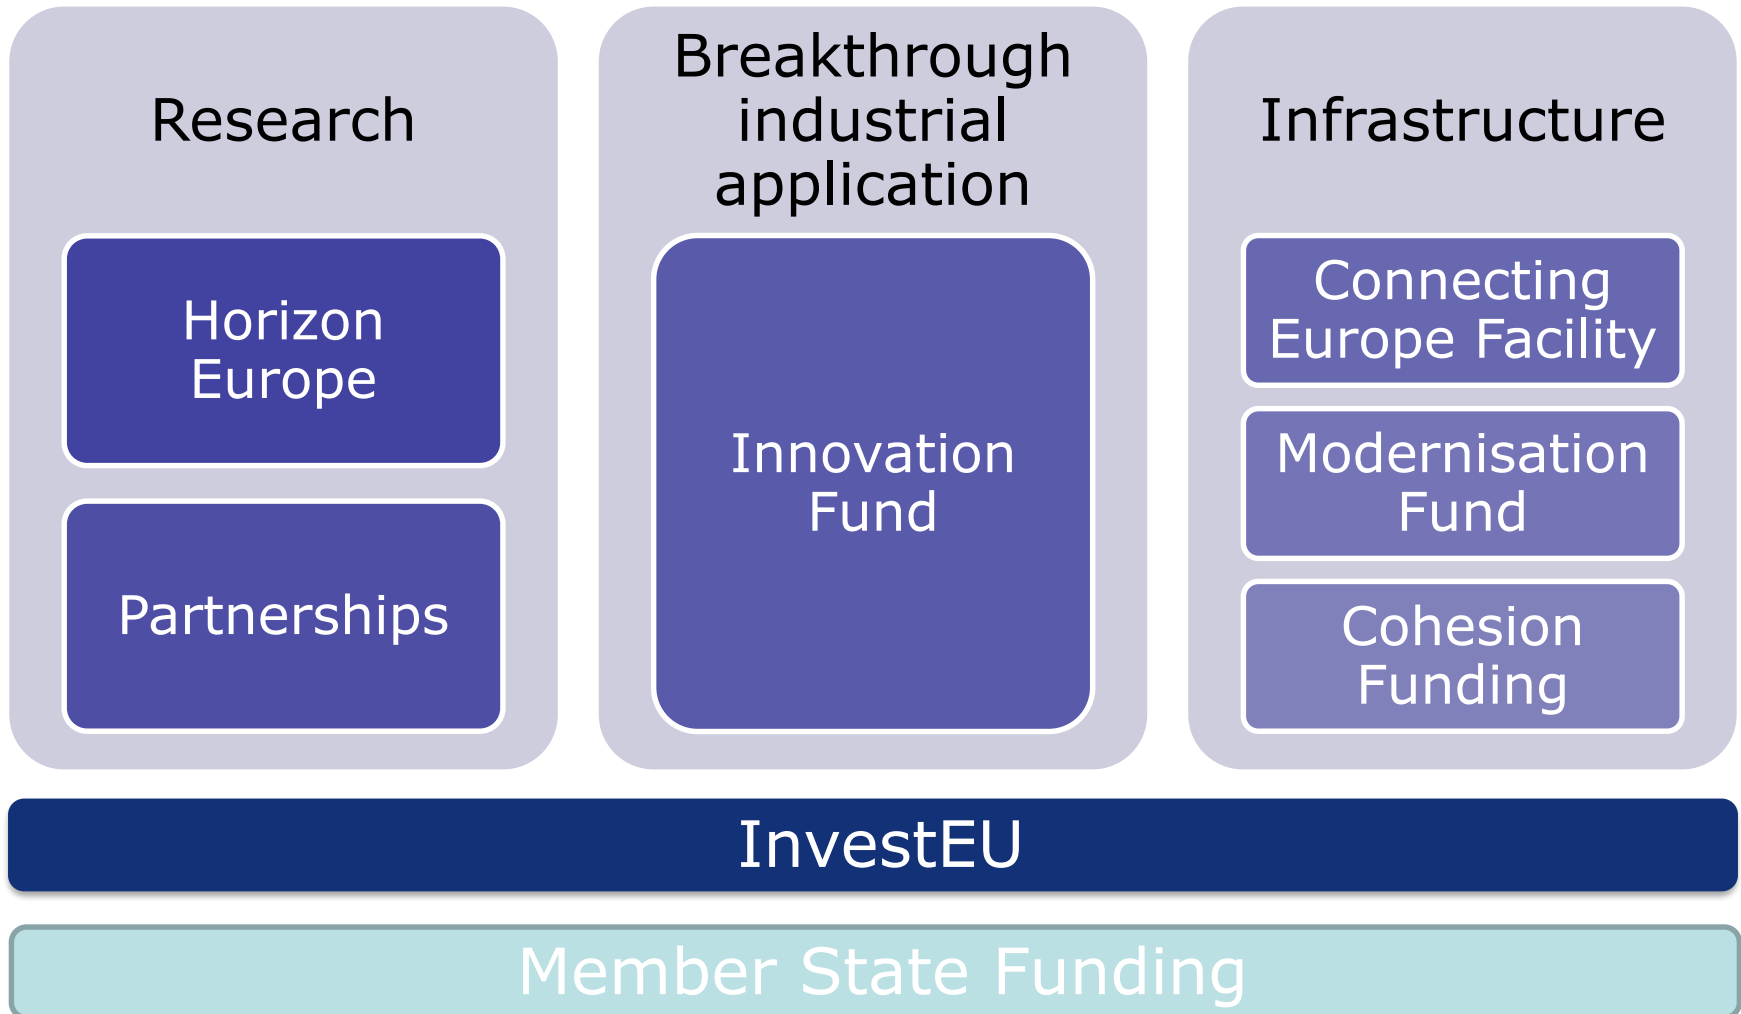 Research
Horizon
Europe
Partnerships
Breakthrough
industrial
application
Innovation
Fund
Infrastructure
Connecting
Europe Facility
Modernisation
Fund
Cohesion
Funding
InvestEU
Member State Funding